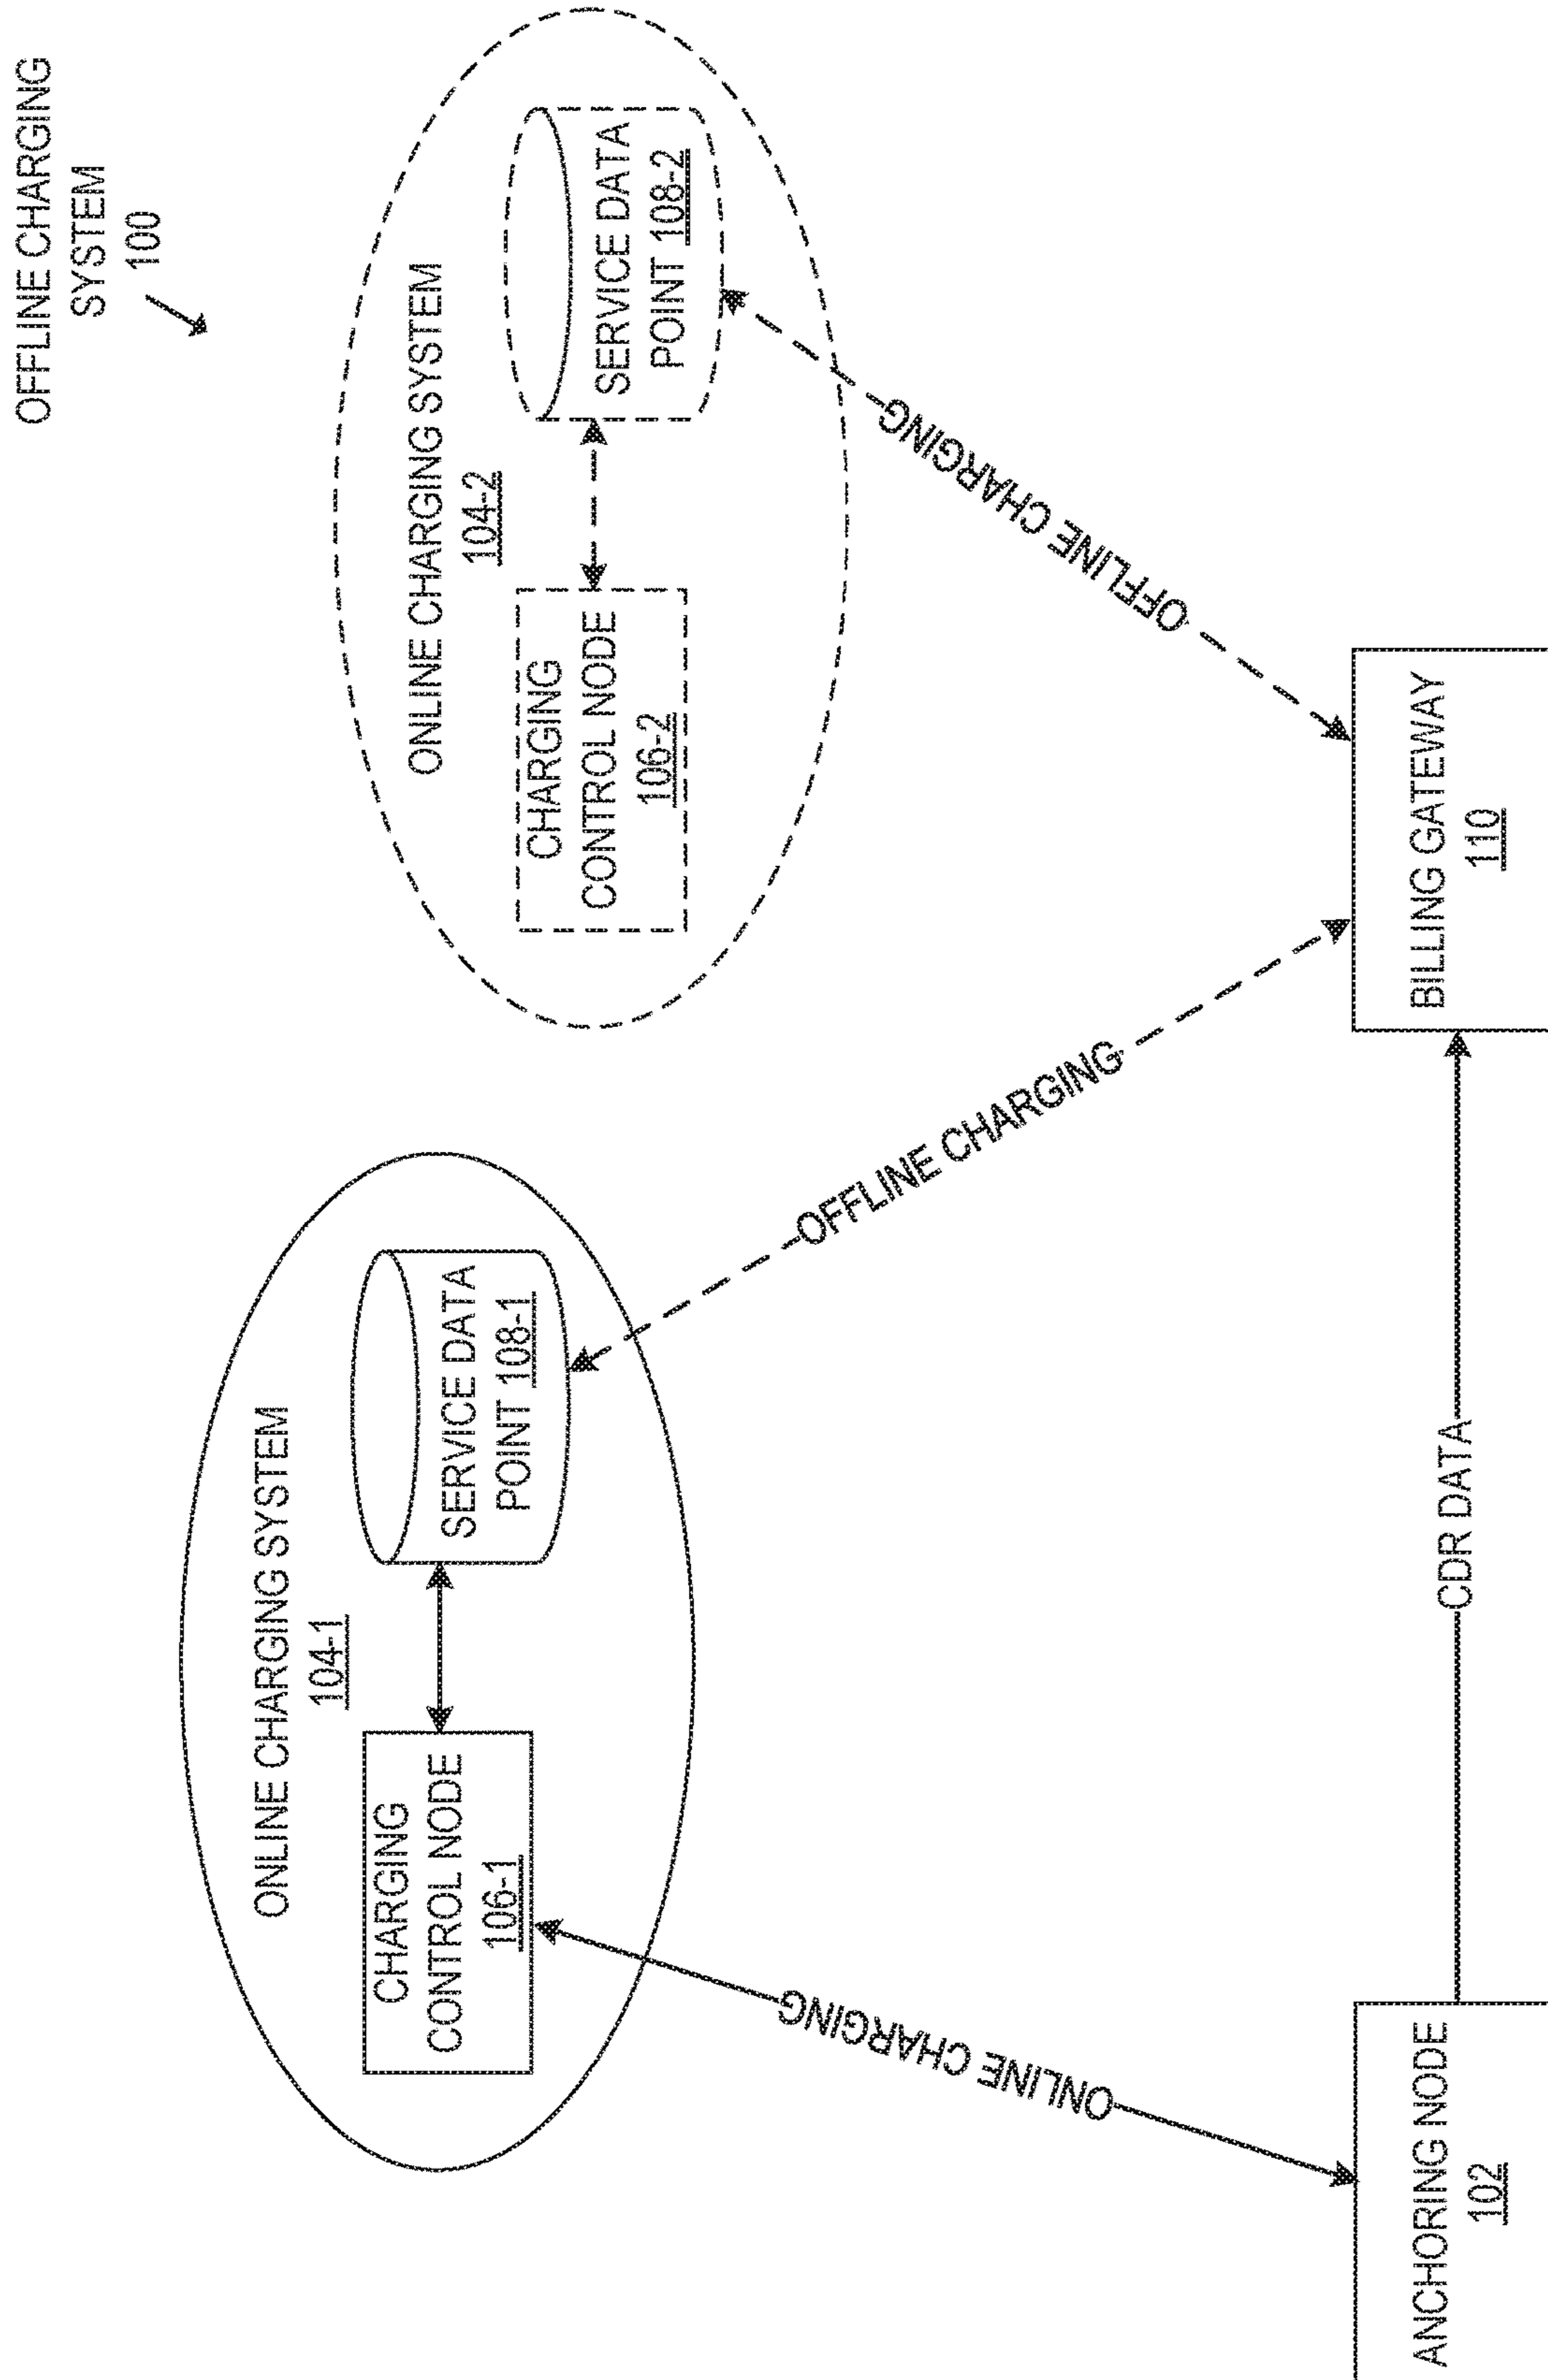 OFFLINE CHARGING
SYSTEM
100
ONLINE CHARGING SYSTEM
104-1
CHARGING
CONTROL NODE
106-1
SERVICE DATA
POINT 108-1
ONLINE CHARGING SYSTEM
104-2
CHARGING
CONTROL NODE
106-2
SERVICE DATA
POINT 108-2
ONLINE CHARGING
OFFLINE CHARGING
OFFLINE CHARGING
ANCHORING NODE
102
CDR DATA
BILLING GATEWAY
110